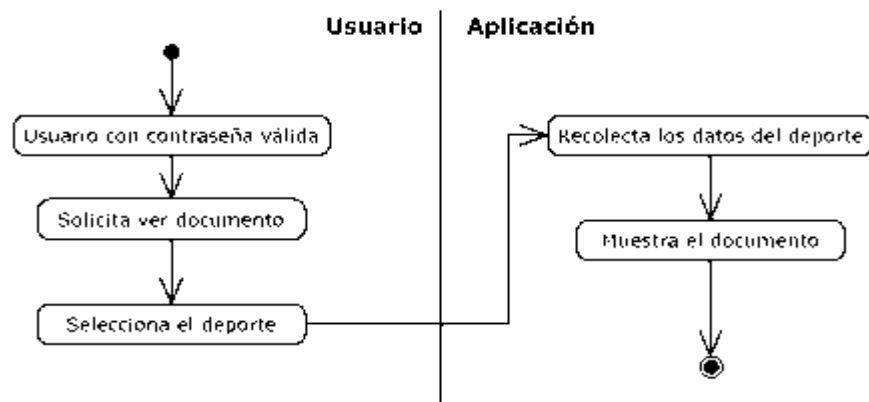 Usuario
Aplicación
Usuario con contraseña válida
Solicita ver documento
Selecciona el deporte
Recolecta los datos del deporte
Muestra el documento